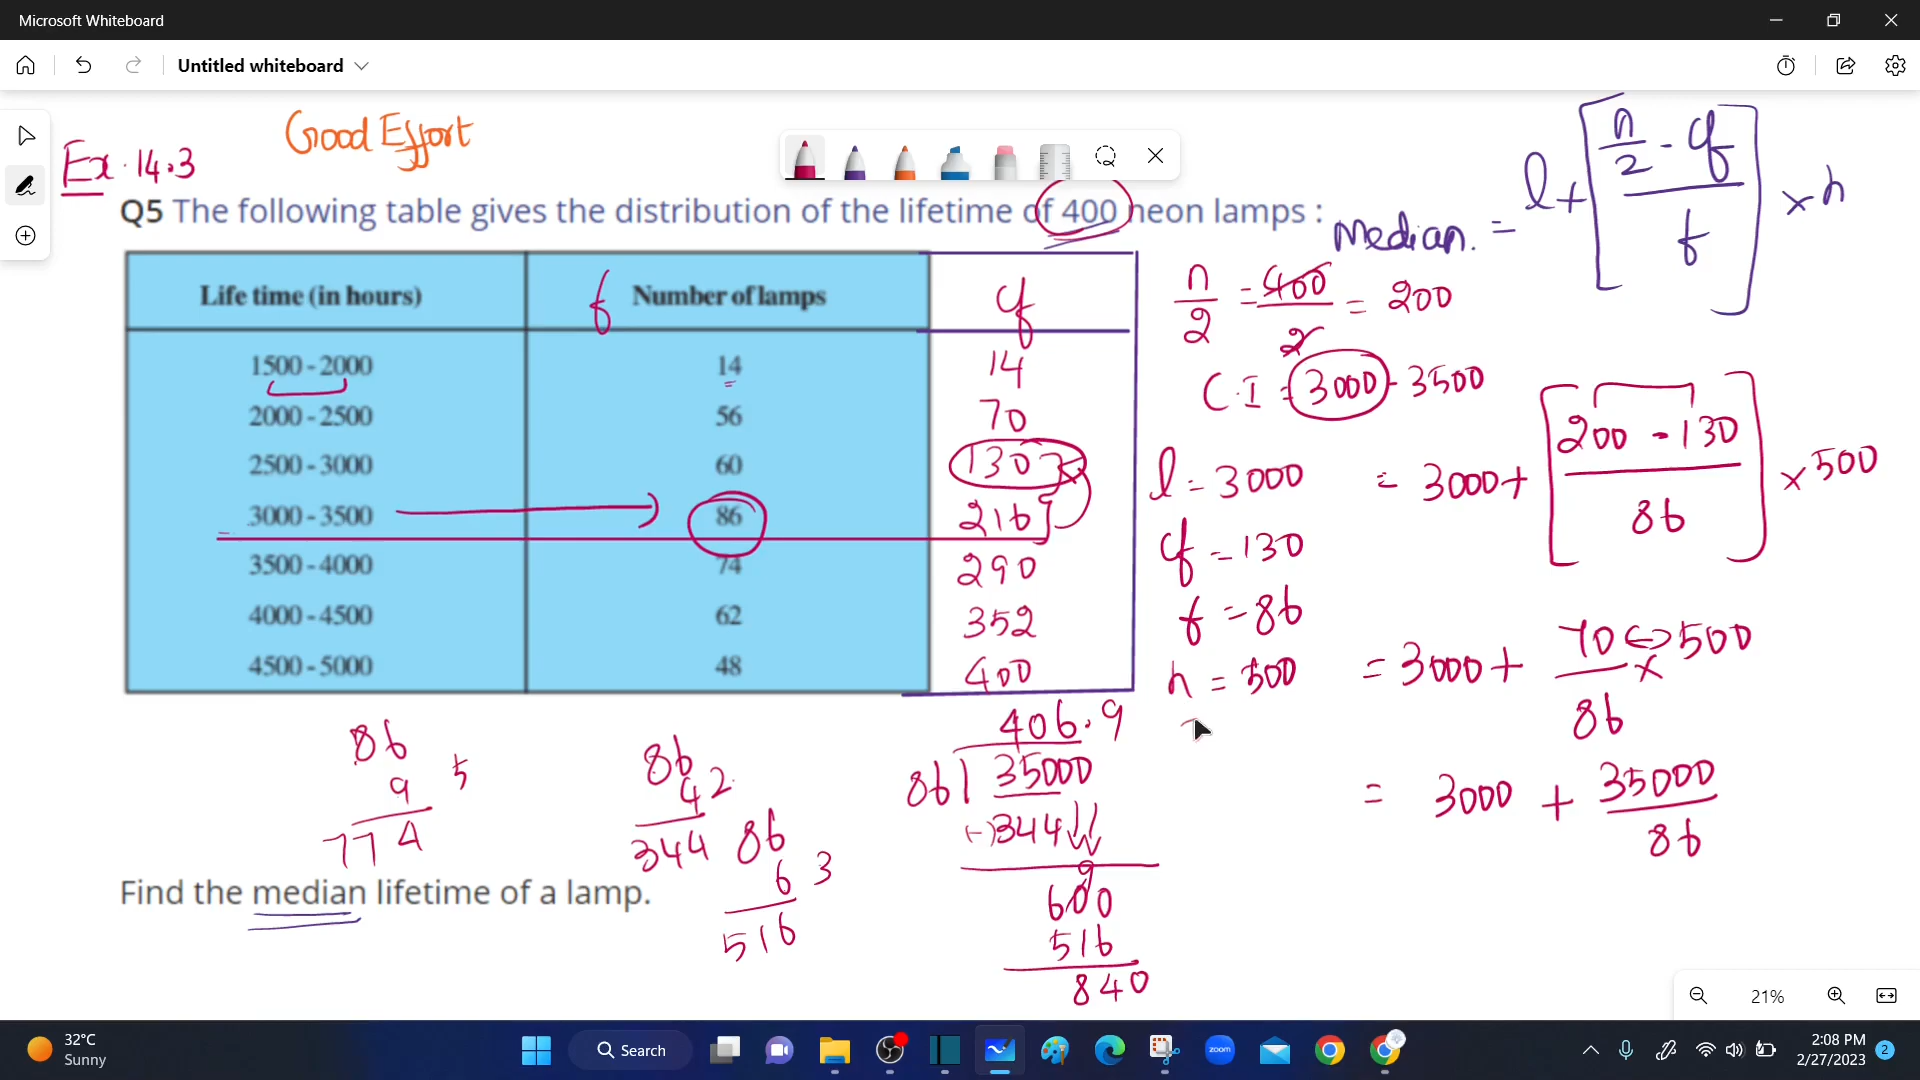 Microsoft Whiteboard
Untitled whiteboard
Ex. 14.3
Good Effort
Q5 The following table gives the distribution of the lifetime of 400 neon lamps :
Median. = l + [ n/2 - cf / f ] × h
Life time (in hours) f Number of lamps cf
1500 - 2000 14 14
2000 - 2500 56 70
2500 - 3000 60 130
3000 - 3500 86 216
3500 - 4000 74 290
4000 - 4500 62 352
4500 - 5000 48 400
n/2 = 400/2 = 200
C.I = 3000 - 3500
l = 3000
cf = 130
f = 86
h = 500
= 3000 + [ 200 - 130 / 86 ] × 500
= 3000 + 70 × 500 / 86
= 3000 + 35000 / 86
86
9 5
774
86
4 2
344
86
6 3
516
406.9
86 35000
(-)344
600
9
516
840
Find the median lifetime of a lamp.
21%
32°C
Sunny
Search
zoom
2:08 PM
2/27/2023
2